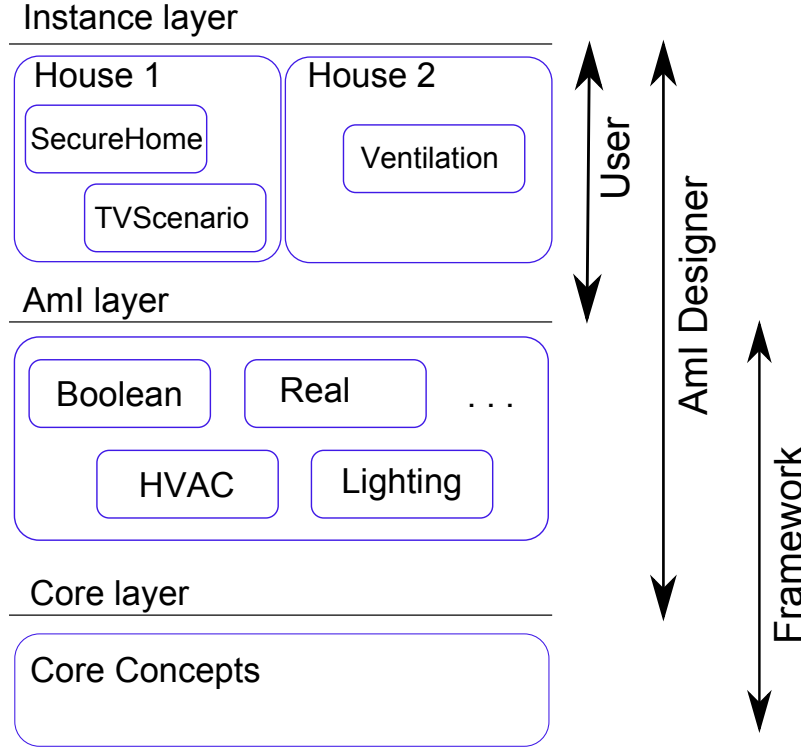 Instance layer
House 1
House 2
SecureHome
Ventilation
TVScenario
User
AmI Designer
Framework
AmI layer
Boolean
Real
. . .
HVAC
Lighting
Core layer
Core Concepts